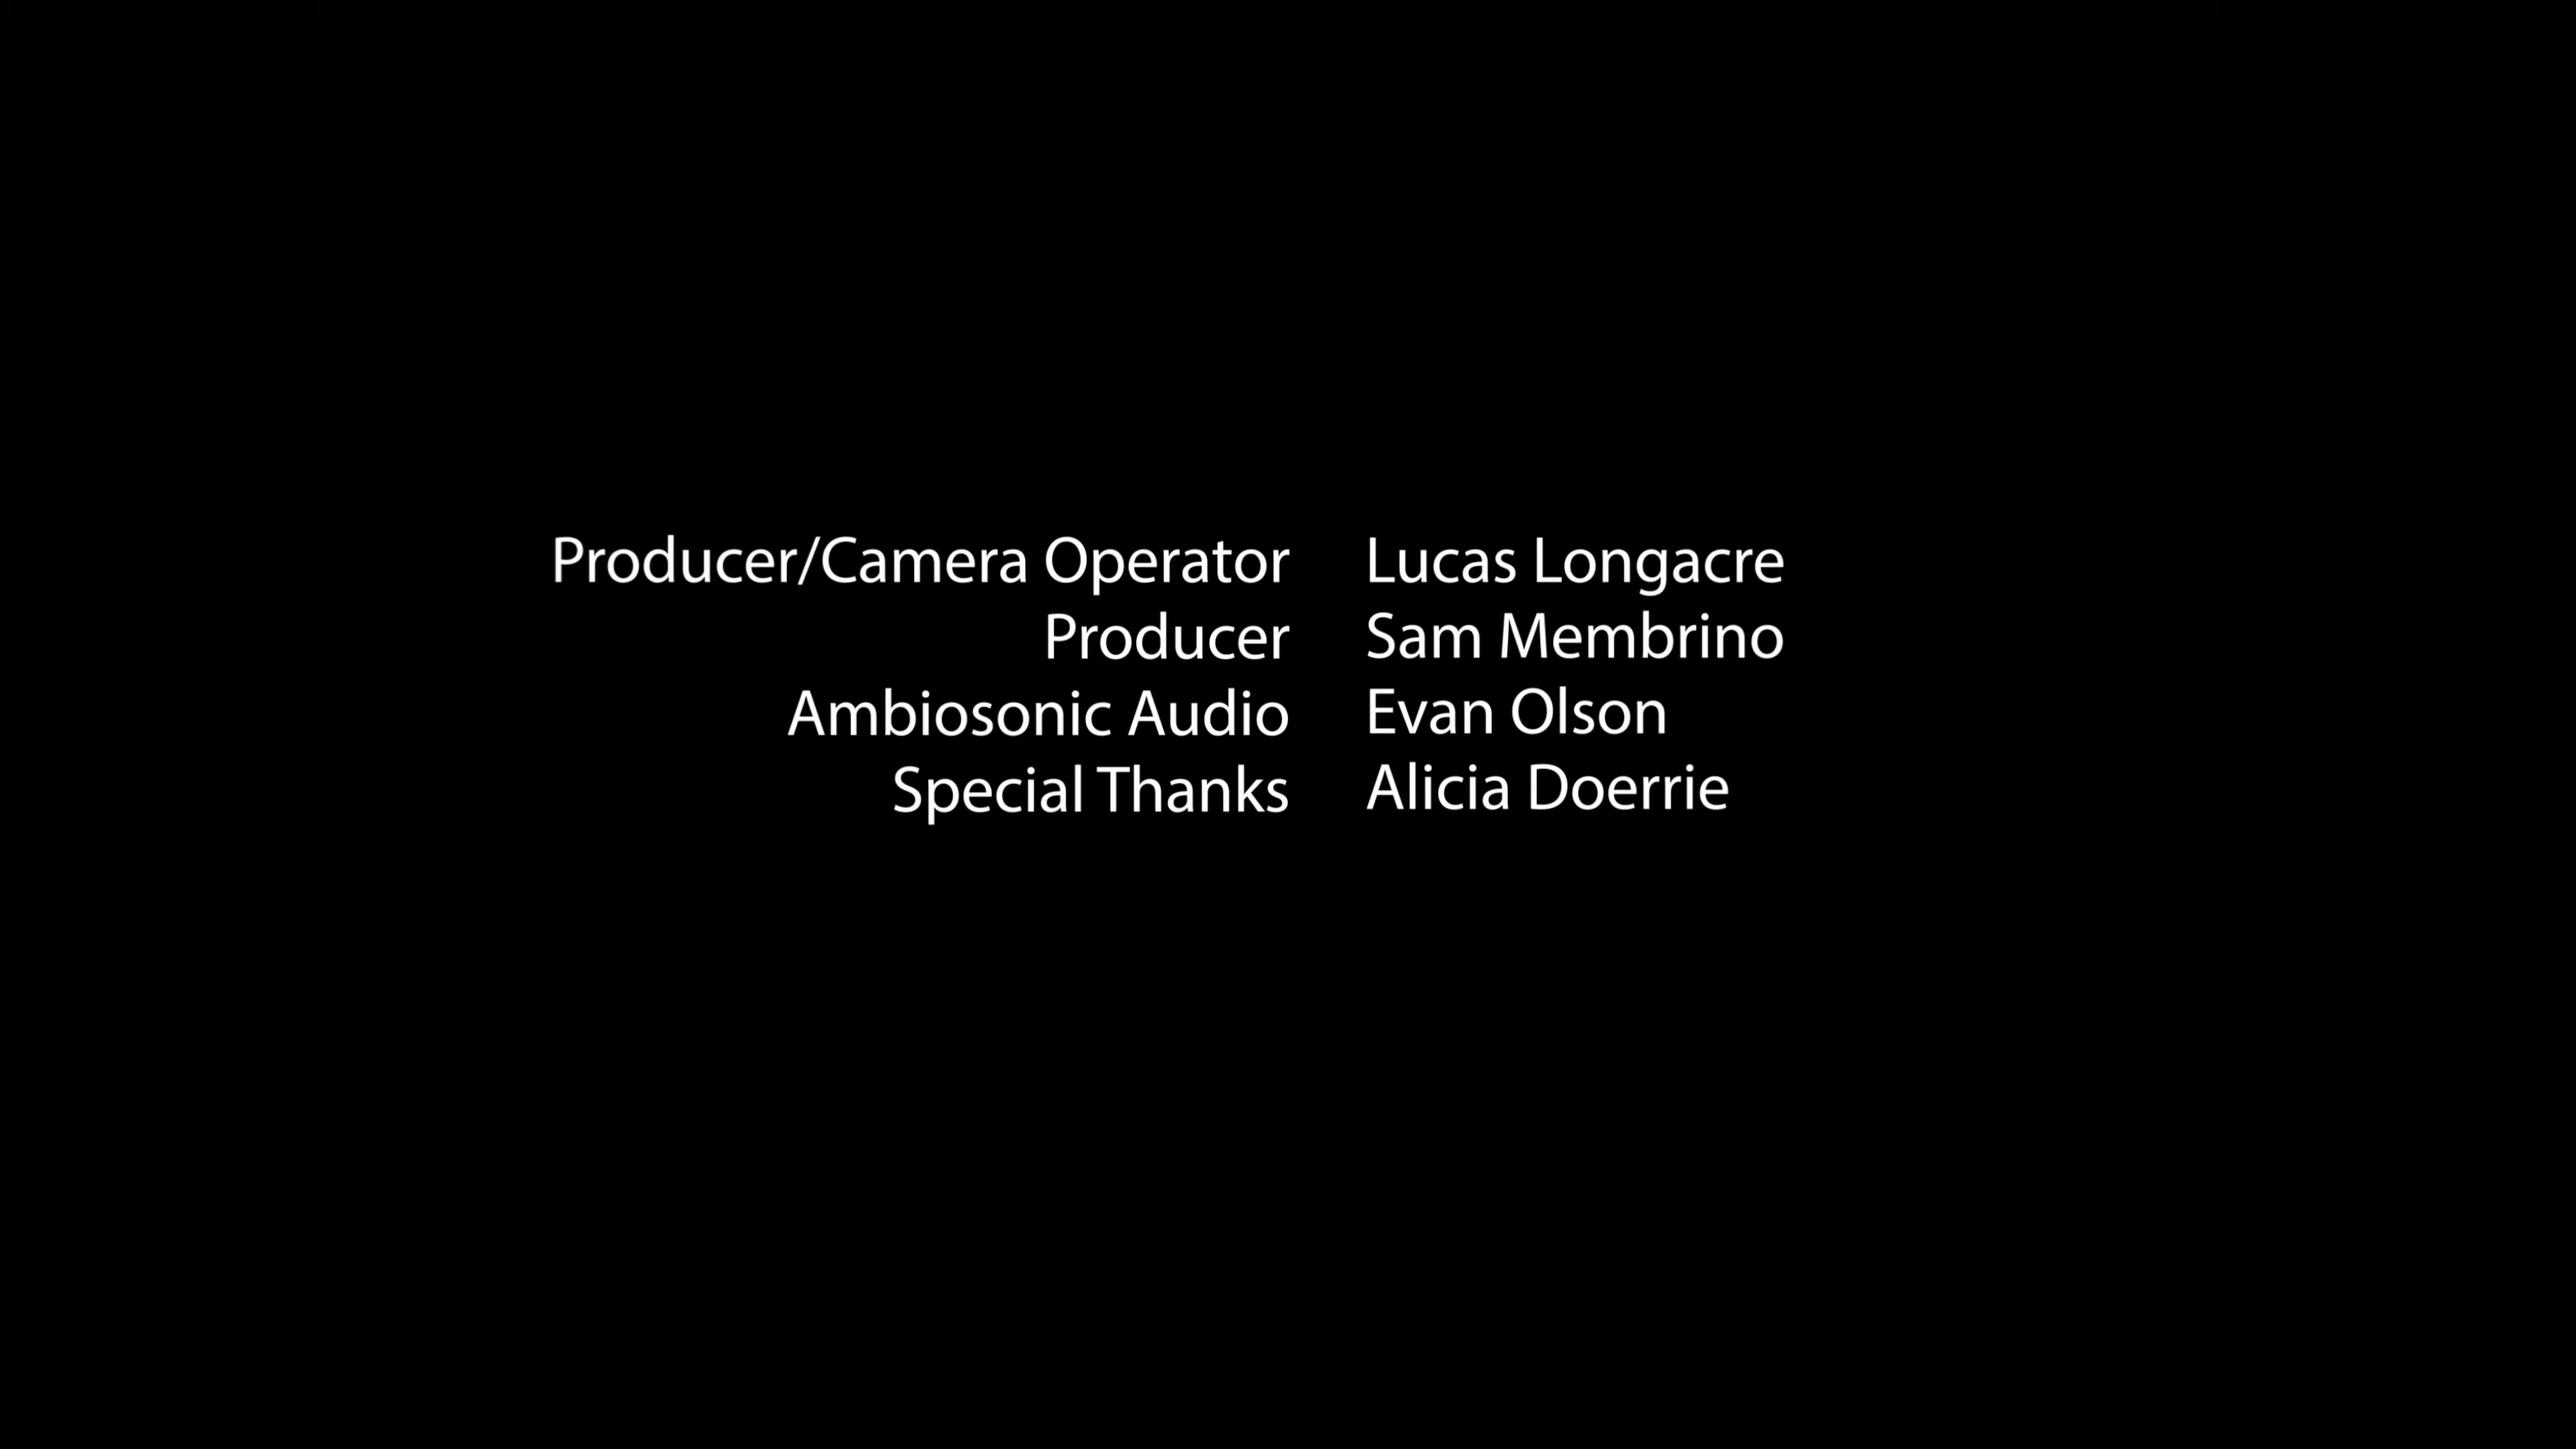 Producer/Camera Operator Lucas Longacre
Producer Sam Membrino
Ambiosonic Audio Evan Olson
Special Thanks Alicia Doerrie